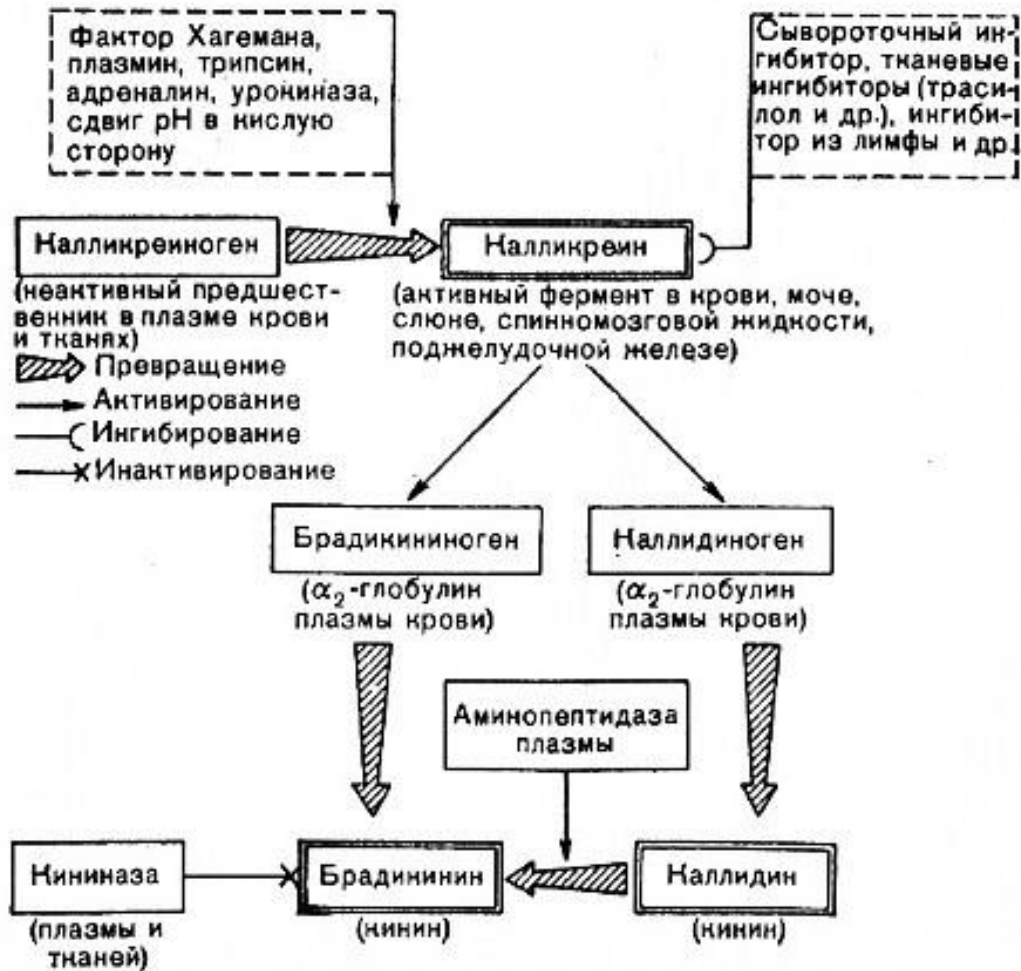 Фактор Хагемана,
плазмин, трипсин,
адреналин, урокиназа,
сдвиг рН в кислую
сторону
Сывороточный ин-
гибитор, тканевые
ингибиторы (траси-
лол и др.), ингиби-
тор из лимфы и др.
Калликреиноген
Калликреин
(неактивный предшест-
венник в плазме крови
и тканях)
(активный фермент в крови, моче,
слюне, спинномозговой жидкости,
поджелудочной железе)
Превращение
Активирование
Ингибирование
Инактивирование
Брадикининоген
Каллидиноген
(α₂-глобулин
плазмы крови)
(α₂-глобулин
плазмы крови)
Аминопептидаза
плазмы
Кининаза
Брадинин
Каллидин
(плазмы и
тканей)
(кинин)
(кинин)